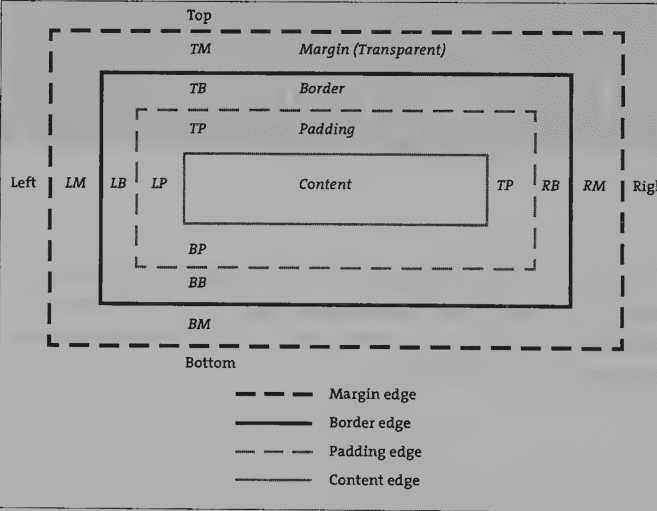 Top
TM Margin (Transparent)
TB Border
TP Padding
Left LM LB LP Content TP RB RM Righ
BP
BB
BM
Bottom
Margin edge
Border edge
Padding edge
Content edge